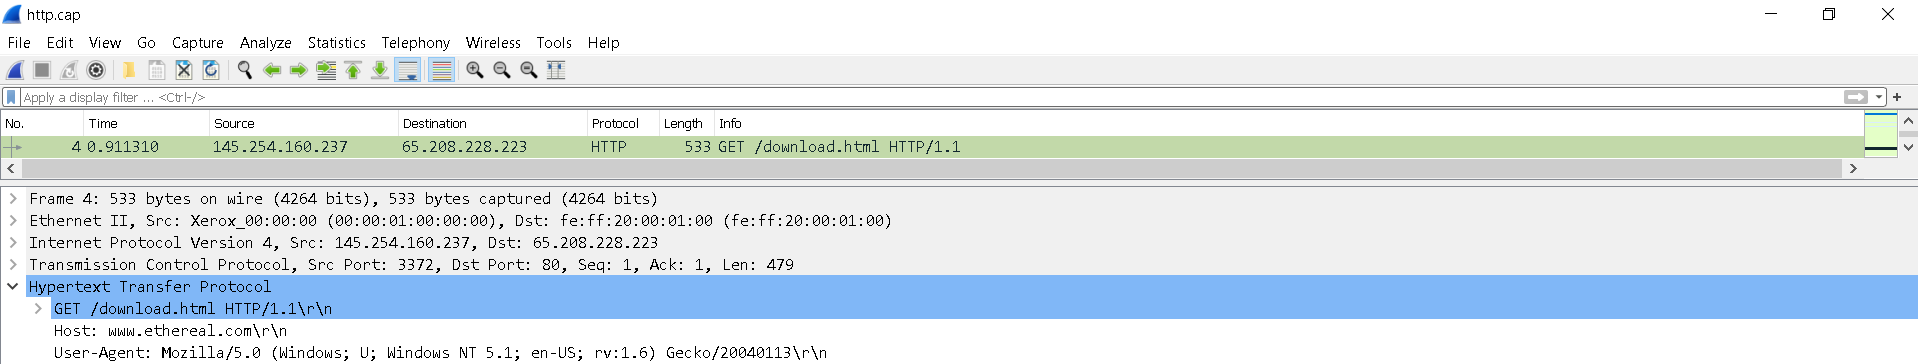 http.cap
File Edit View Go Capture Analyze Statistics Telephony Wireless Tools Help
Apply a display filter ... <Ctrl-/>
No. Time Source Destination Protocol Length Info
4 0.911310 145.254.160.237 65.208.228.223 HTTP 533 GET /download.html HTTP/1.1
Frame 4: 533 bytes on wire (4264 bits), 533 bytes captured (4264 bits)
Ethernet II, Src: Xerox_00:00:00 (00:00:01:00:00:00), Dst: fe:ff:20:00:01:00 (fe:ff:20:00:01:00)
Internet Protocol Version 4, Src: 145.254.160.237, Dst: 65.208.228.223
Transmission Control Protocol, Src Port: 3372, Dst Port: 80, Seq: 1, Ack: 1, Len: 479
Hypertext Transfer Protocol
GET /download.html HTTP/1.1\r\n
Host: www.ethereal.com\r\n
User-Agent: Mozilla/5.0 (Windows; U; Windows NT 5.1; en-US; rv:1.6) Gecko/20040113\r\n